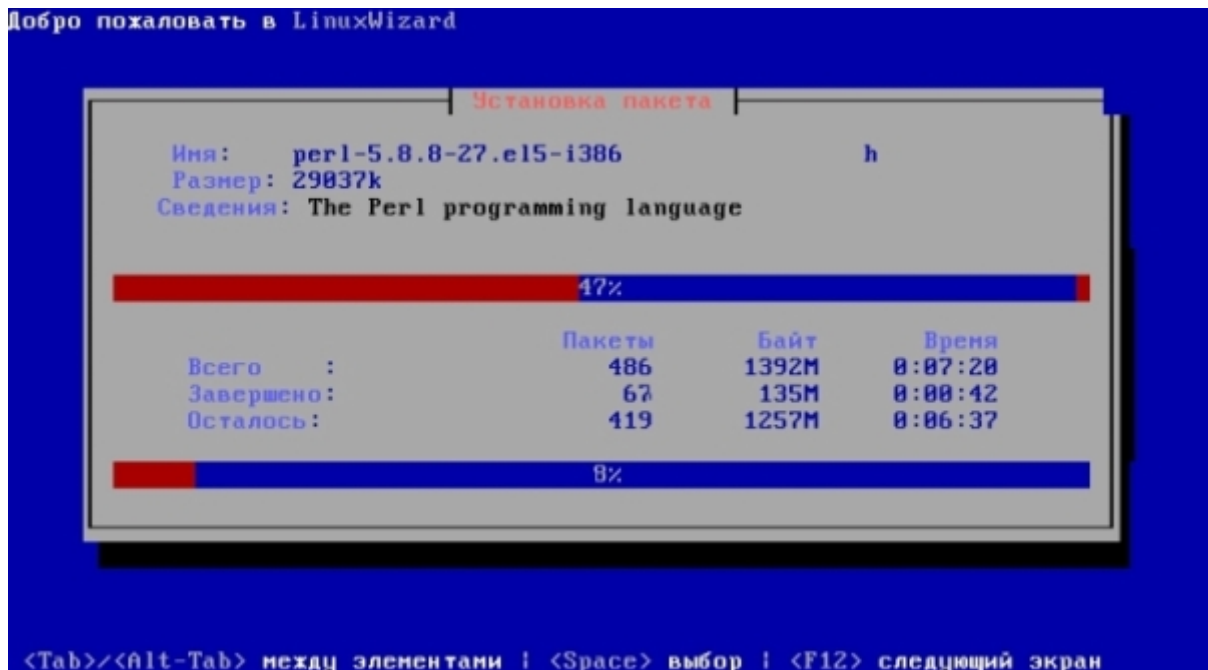 Добро пожаловать в LinuxWizard
Установка пакета
Имя: perl-5.8.8-27.el5-i386 h
Размер: 29037k
Сведения: The Perl programming language
47%
Пакеты Байт Время
Всего : 486 1392M 0:07:20
Завершено: 67 135M 0:00:42
Осталось: 419 1257M 0:06:37
8%
<Tab>/<Alt-Tab> между элементами | <Space> выбор | <F12> следующий экран